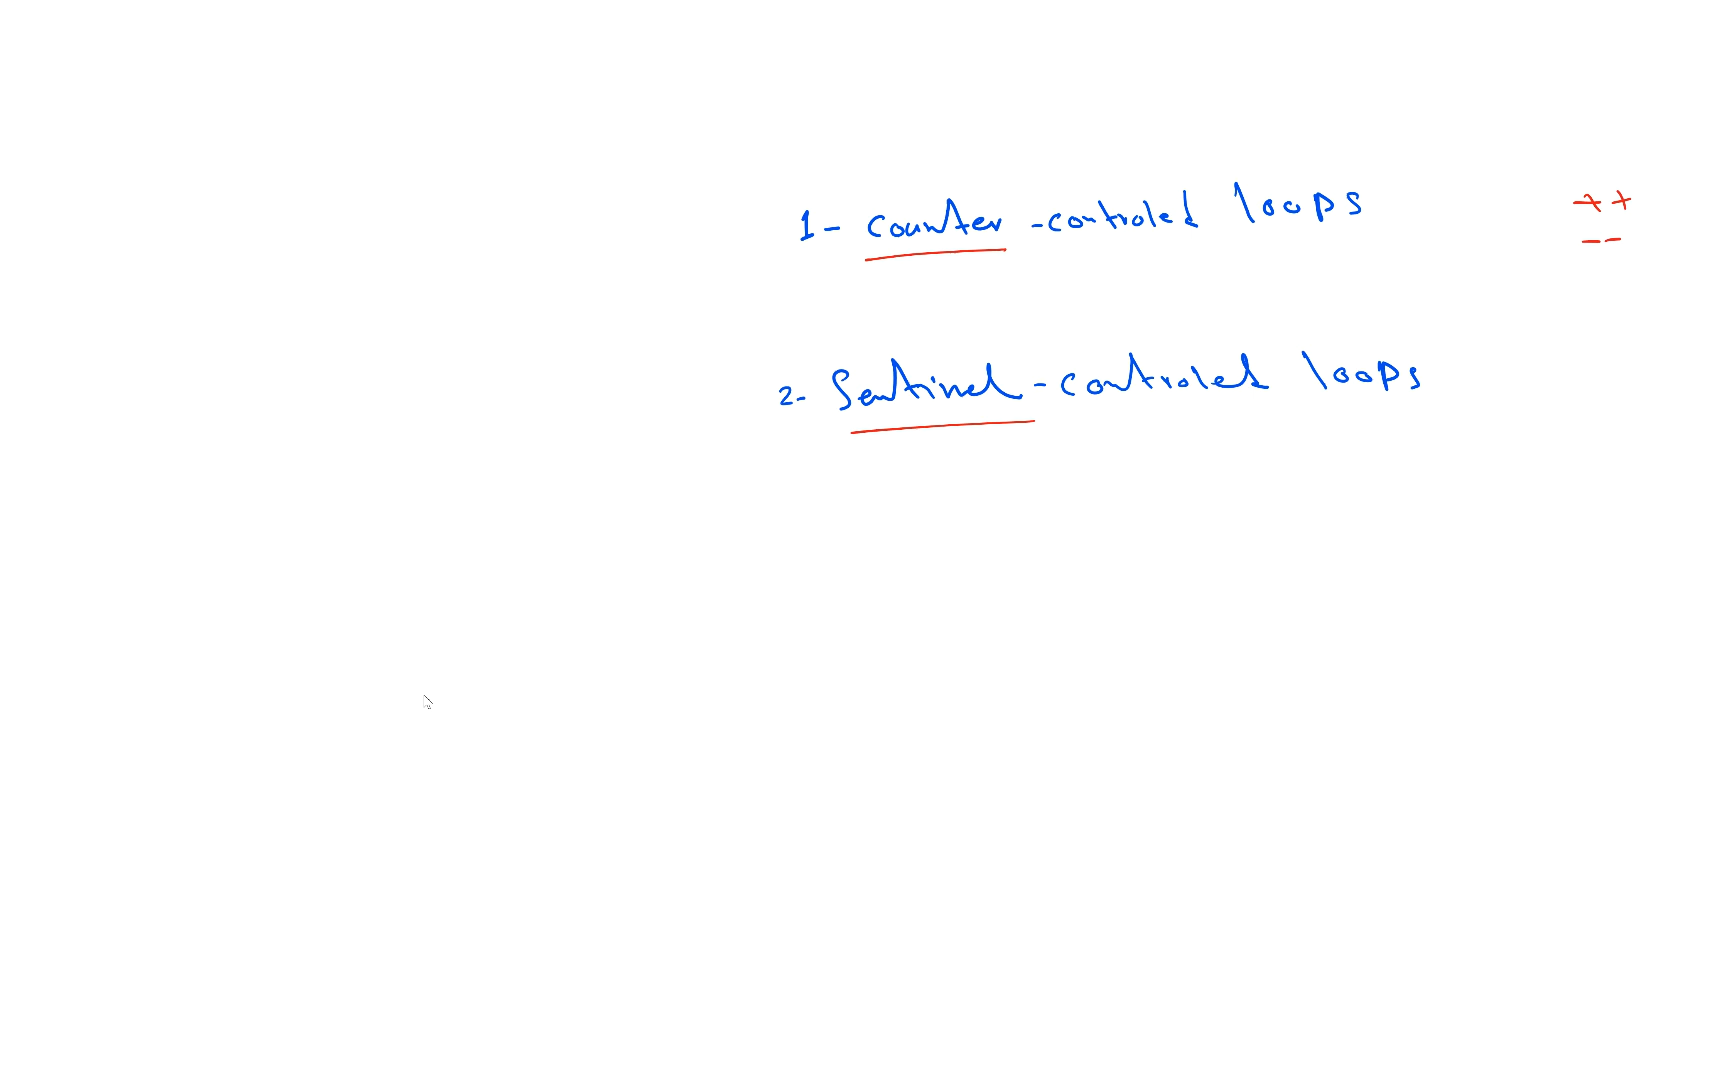 1- counter -controled loops ++
--
2- Sentinel-controled loops